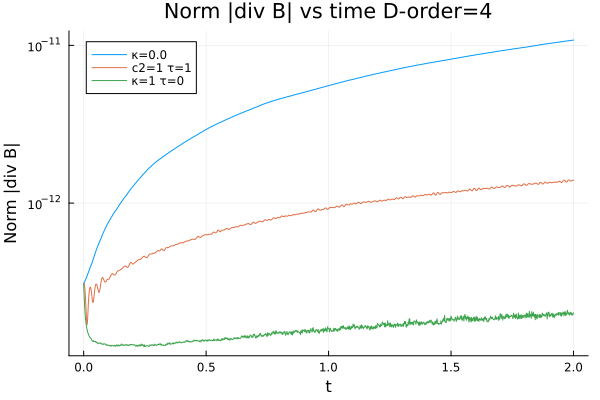 Norm |div B| vs time D-order=4
10⁻¹¹
κ=0.0
c2=1 τ=1
κ=1 τ=0
Norm |div B|
10⁻¹²
0.0 0.5 1.0 1.5 2.0
t